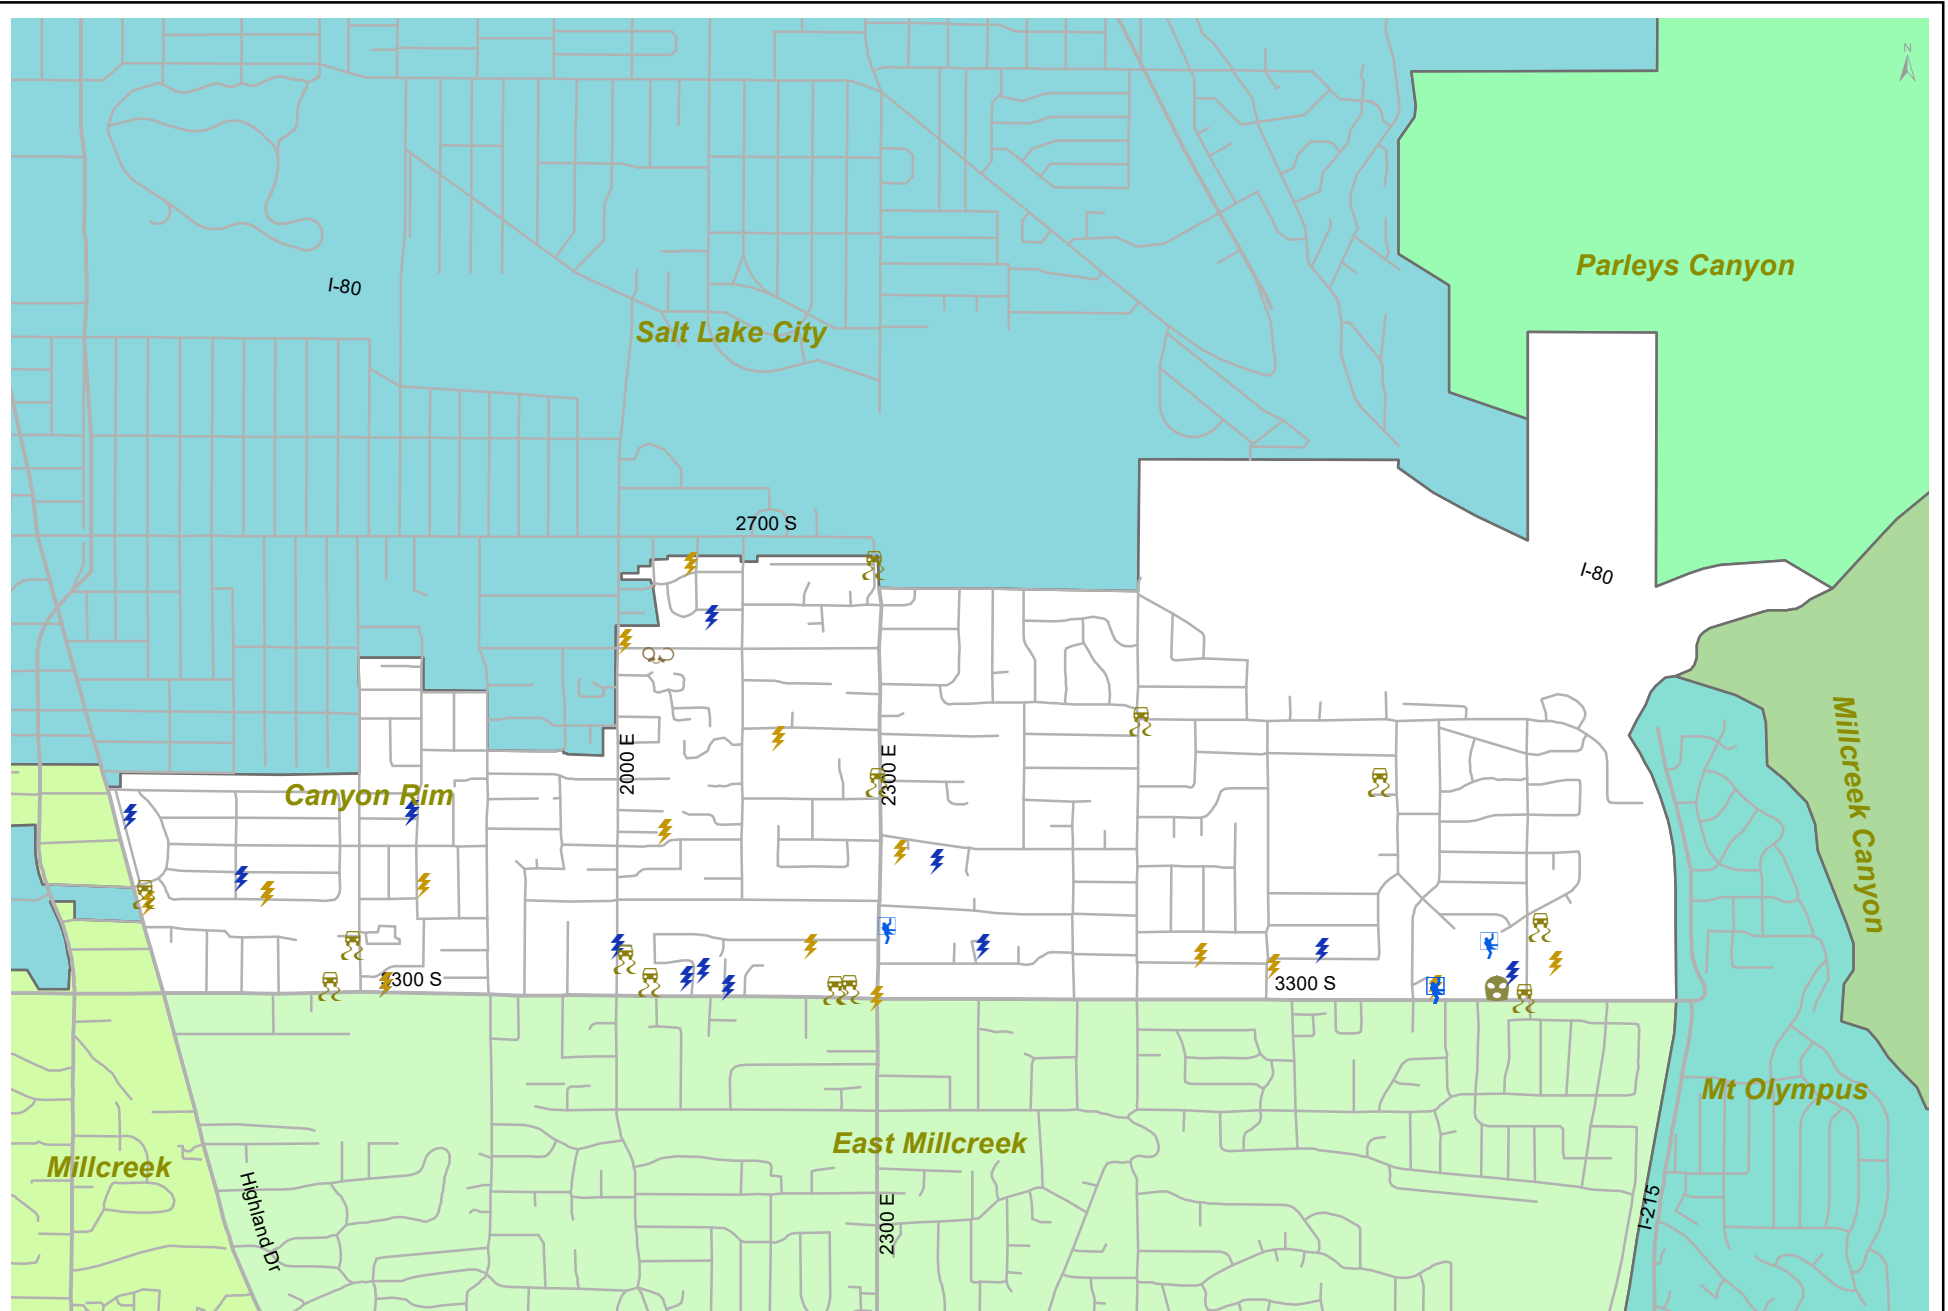 N
Parleys Canyon
I-80
Salt Lake City
2700 S
I-80
Millcreek Canyon
2000 E
2300 E
Canyon Rim
3300 S
3300 S
Mt Olympus
East Millcreek
Millcreek
Highland Dr
2300 E
I-215